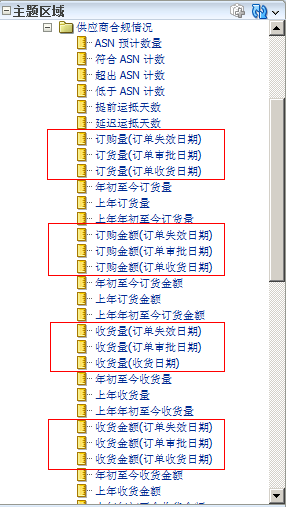 主题区域
供应商合规情况
ASN 预计数量
符合 ASN 计数
超出 ASN 计数
低于 ASN 计数
提前运抵天数
延迟运抵天数
订购量(订单失效日期)
订货量(订单审批日期)
订货量(订单收货日期)
年初至今订货量
上年订货量
上年年初至今订货量
订购金额(订单失效日期)
订购金额(订单审批日期)
订购金额(订单收货日期)
年初至今订货金额
上年订货金额
上年年初至今订货金额
收货量(订单失效日期)
收货量(订单审批日期)
收货量(收货日期)
年初至今收货量
上年收货量
上年年初至今收货量
收货金额(订单失效日期)
收货金额(订单审批日期)
收货金额(订单收货日期)
年初至今收货金额
上年收货金额